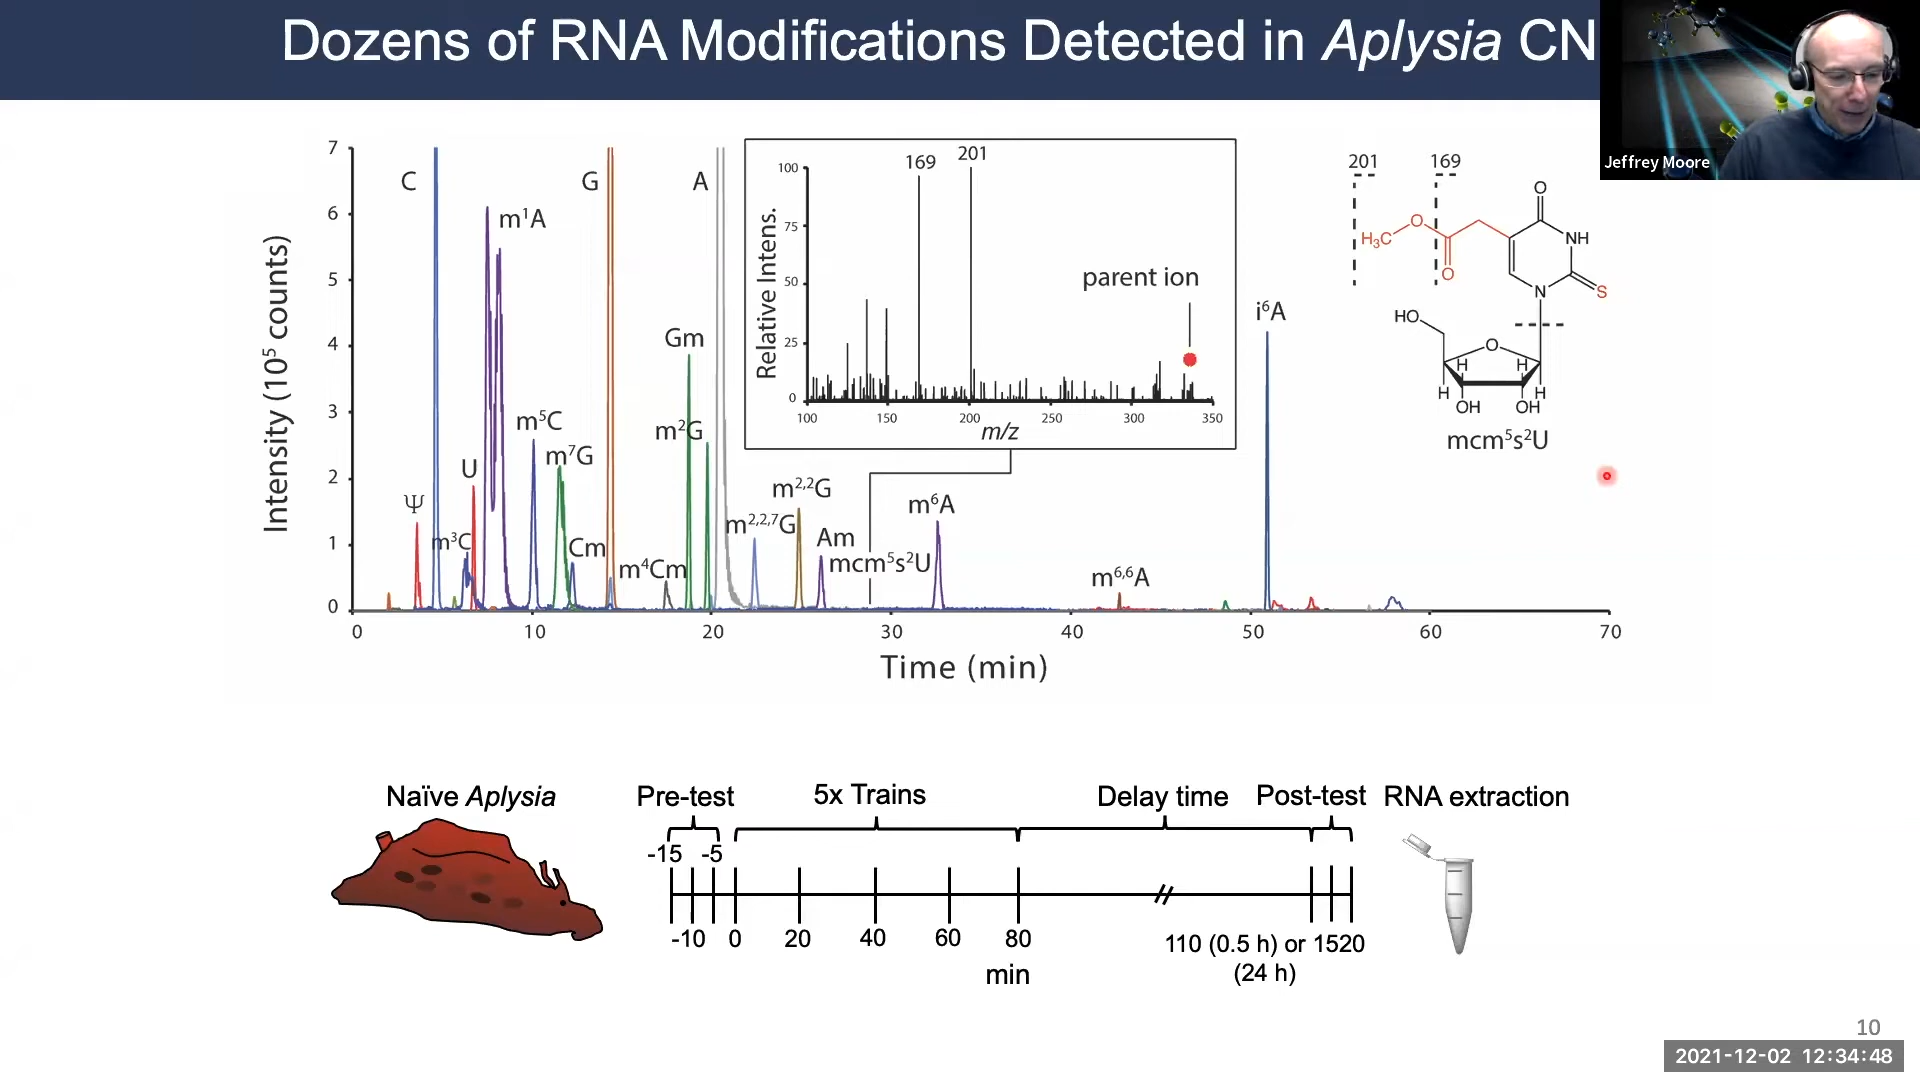 Dozens of RNA Modifications Detected in Aplysia CN
Jeffrey Moore
Intensity (10⁵ counts)
7
6
5
4
3
2
1
0
0 10 20 30 40 50 60 70
Time (min)
Ψ
C
m³C
U
m¹A
m⁵C
m⁷G
Cm
G
m⁴Cm
Gm
m²G
A
m²,²,⁷G
m²,²G
Am
mcm⁵s²U
m⁶A
m⁶,⁶A
i⁶A
Relative Intens.
100
75
50
25
0
169 201
parent ion
100 150 200 250 300 350
m/z
201 169
O
H₃C
O
O
NH
N
S
HO
O
H H
H H
OH OH
mcm⁵s²U
Naïve Aplysia
Pre-test 5x Trains Delay time Post-test RNA extraction
-15 -5
-10 0 20 40 60 80
min
110 (0.5 h) or 1520
(24 h)
10
2021-12-02 12:34:48